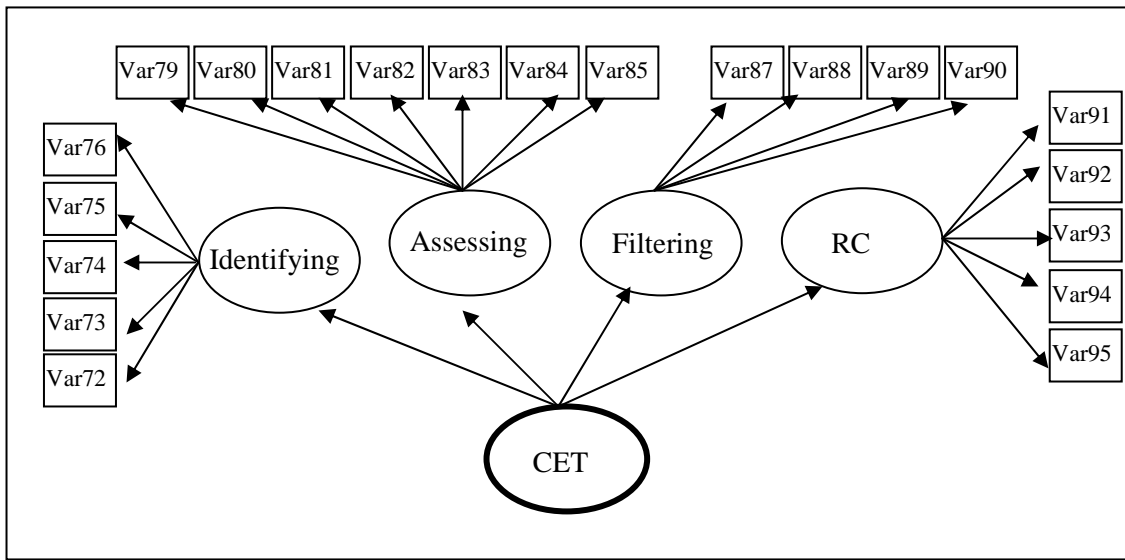 Var79
Var80
Var81
Var82
Var83
Var84
Var85
Var87
Var88
Var89
Var90
Var76
Var75
Var74
Var73
Var72
Var91
Var92
Var93
Var94
Var95
Identifying
Assessing
Filtering
RC
CET